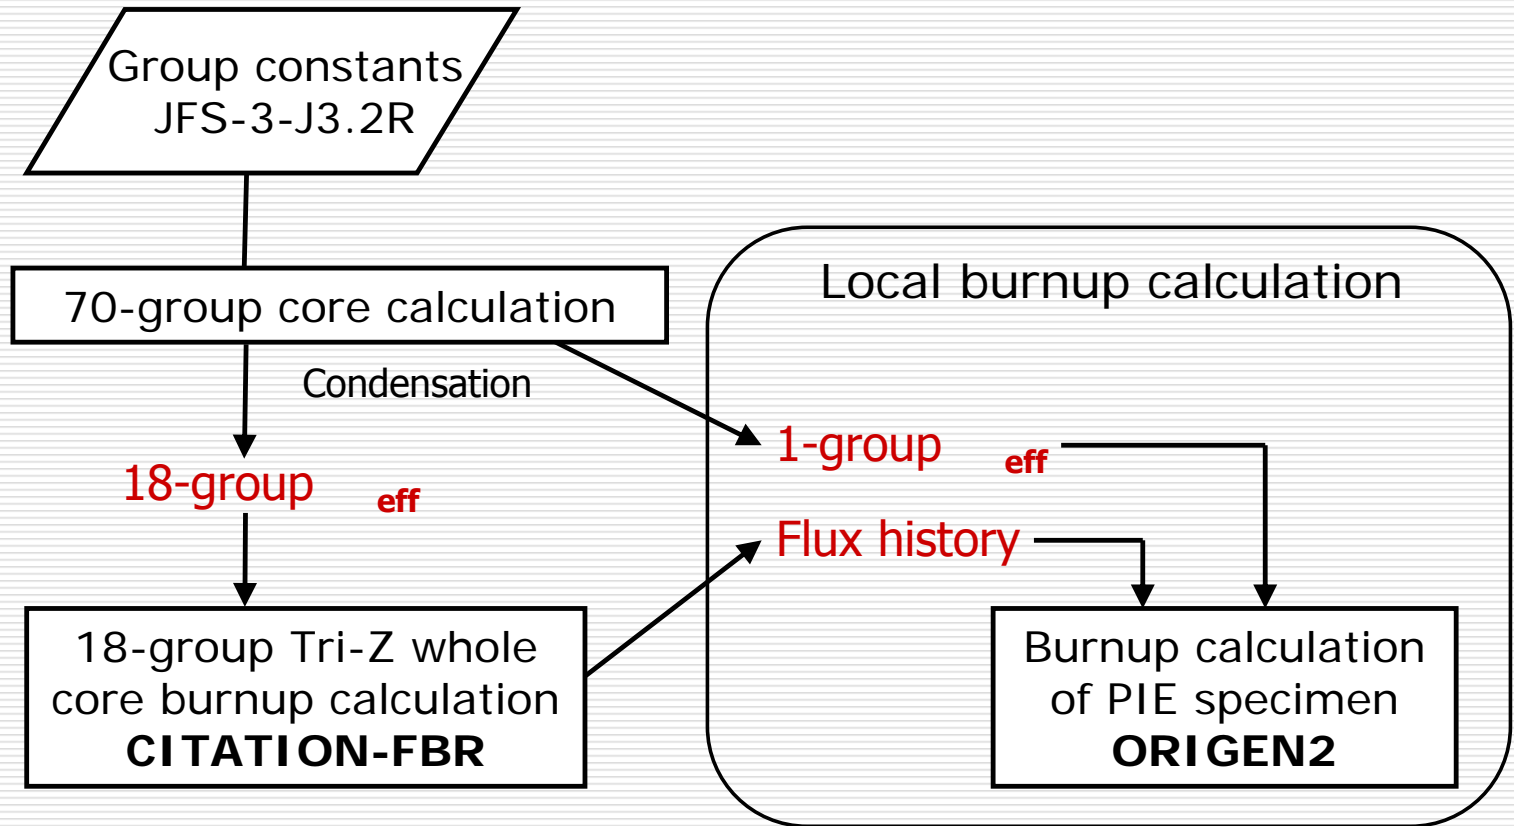 Group constants
JFS-3-J3.2R
70-group core calculation
Condensation
18-group eff
18-group Tri-Z whole
core burnup calculation
CITATION-FBR
Local burnup calculation
1-group eff
Flux history
Burnup calculation
of PIE specimen
ORIGEN2